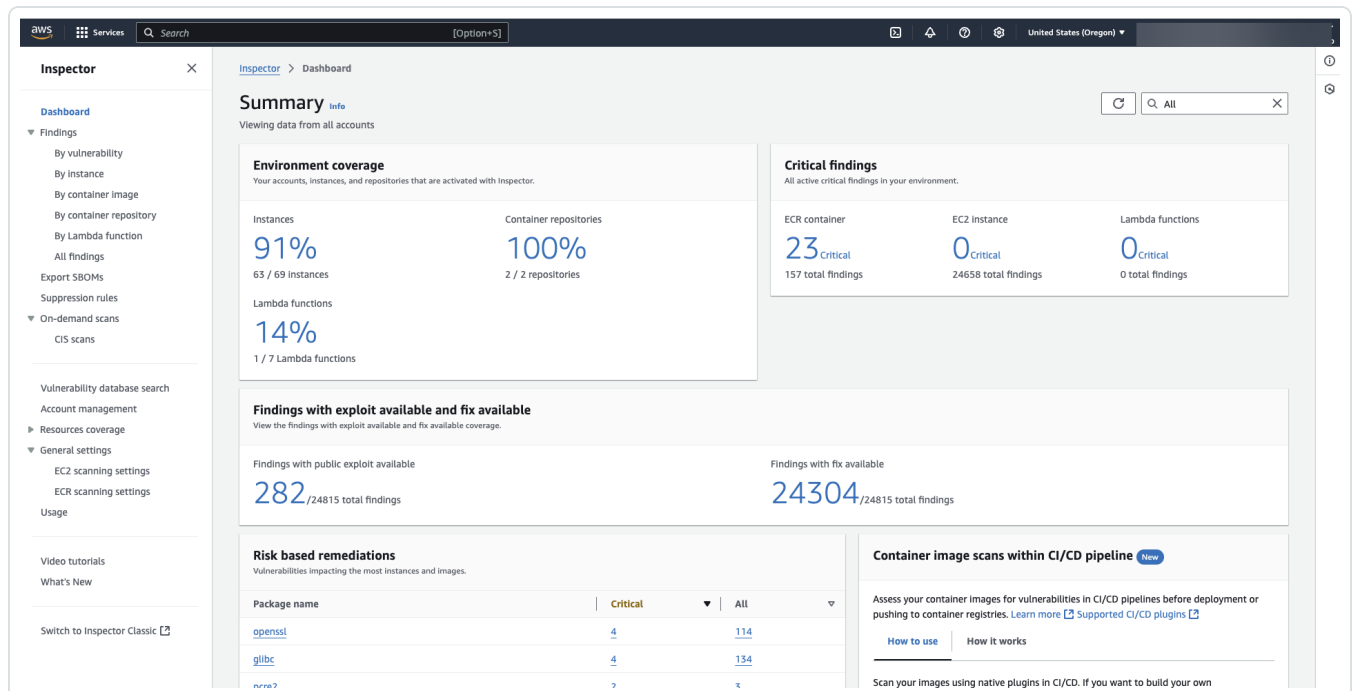 aws
Services
Search
[Option+S]
United States (Oregon)
Inspector
Dashboard
Findings
By vulnerability
By instance
By container image
By container repository
By Lambda function
All findings
Export SBOMs
Suppression rules
On-demand scans
CIS scans
Vulnerability database search
Account management
Resources coverage
General settings
EC2 scanning settings
ECR scanning settings
Usage
Video tutorials
What's New
Switch to Inspector Classic
Inspector > Dashboard
Summary Info
Viewing data from all accounts
All
Environment coverage
Your accounts, instances, and repositories that are activated with Inspector.
Instances
91%
63 / 69 instances
Container repositories
100%
2 / 2 repositories
Lambda functions
14%
1 / 7 Lambda functions
Critical findings
All active critical findings in your environment.
ECR container
23 Critical
157 total findings
EC2 instance
0 Critical
24658 total findings
Lambda functions
0 Critical
0 total findings
Findings with exploit available and fix available
View the findings with exploit available and fix available coverage.
Findings with public exploit available
282 /24815 total findings
Findings with fix available
24304 /24815 total findings
Risk based remediations
Vulnerabilities impacting the most instances and images.
Package name Critical All
openssl 4 114
glibc 4 134
pcre2 2 3
Container image scans within CI/CD pipeline New
Assess your container images for vulnerabilities in CI/CD pipelines before deployment or
pushing to container registries. Learn more Supported CI/CD plugins
How to use How it works
Scan your images using native plugins in CI/CD. If you want to build your own